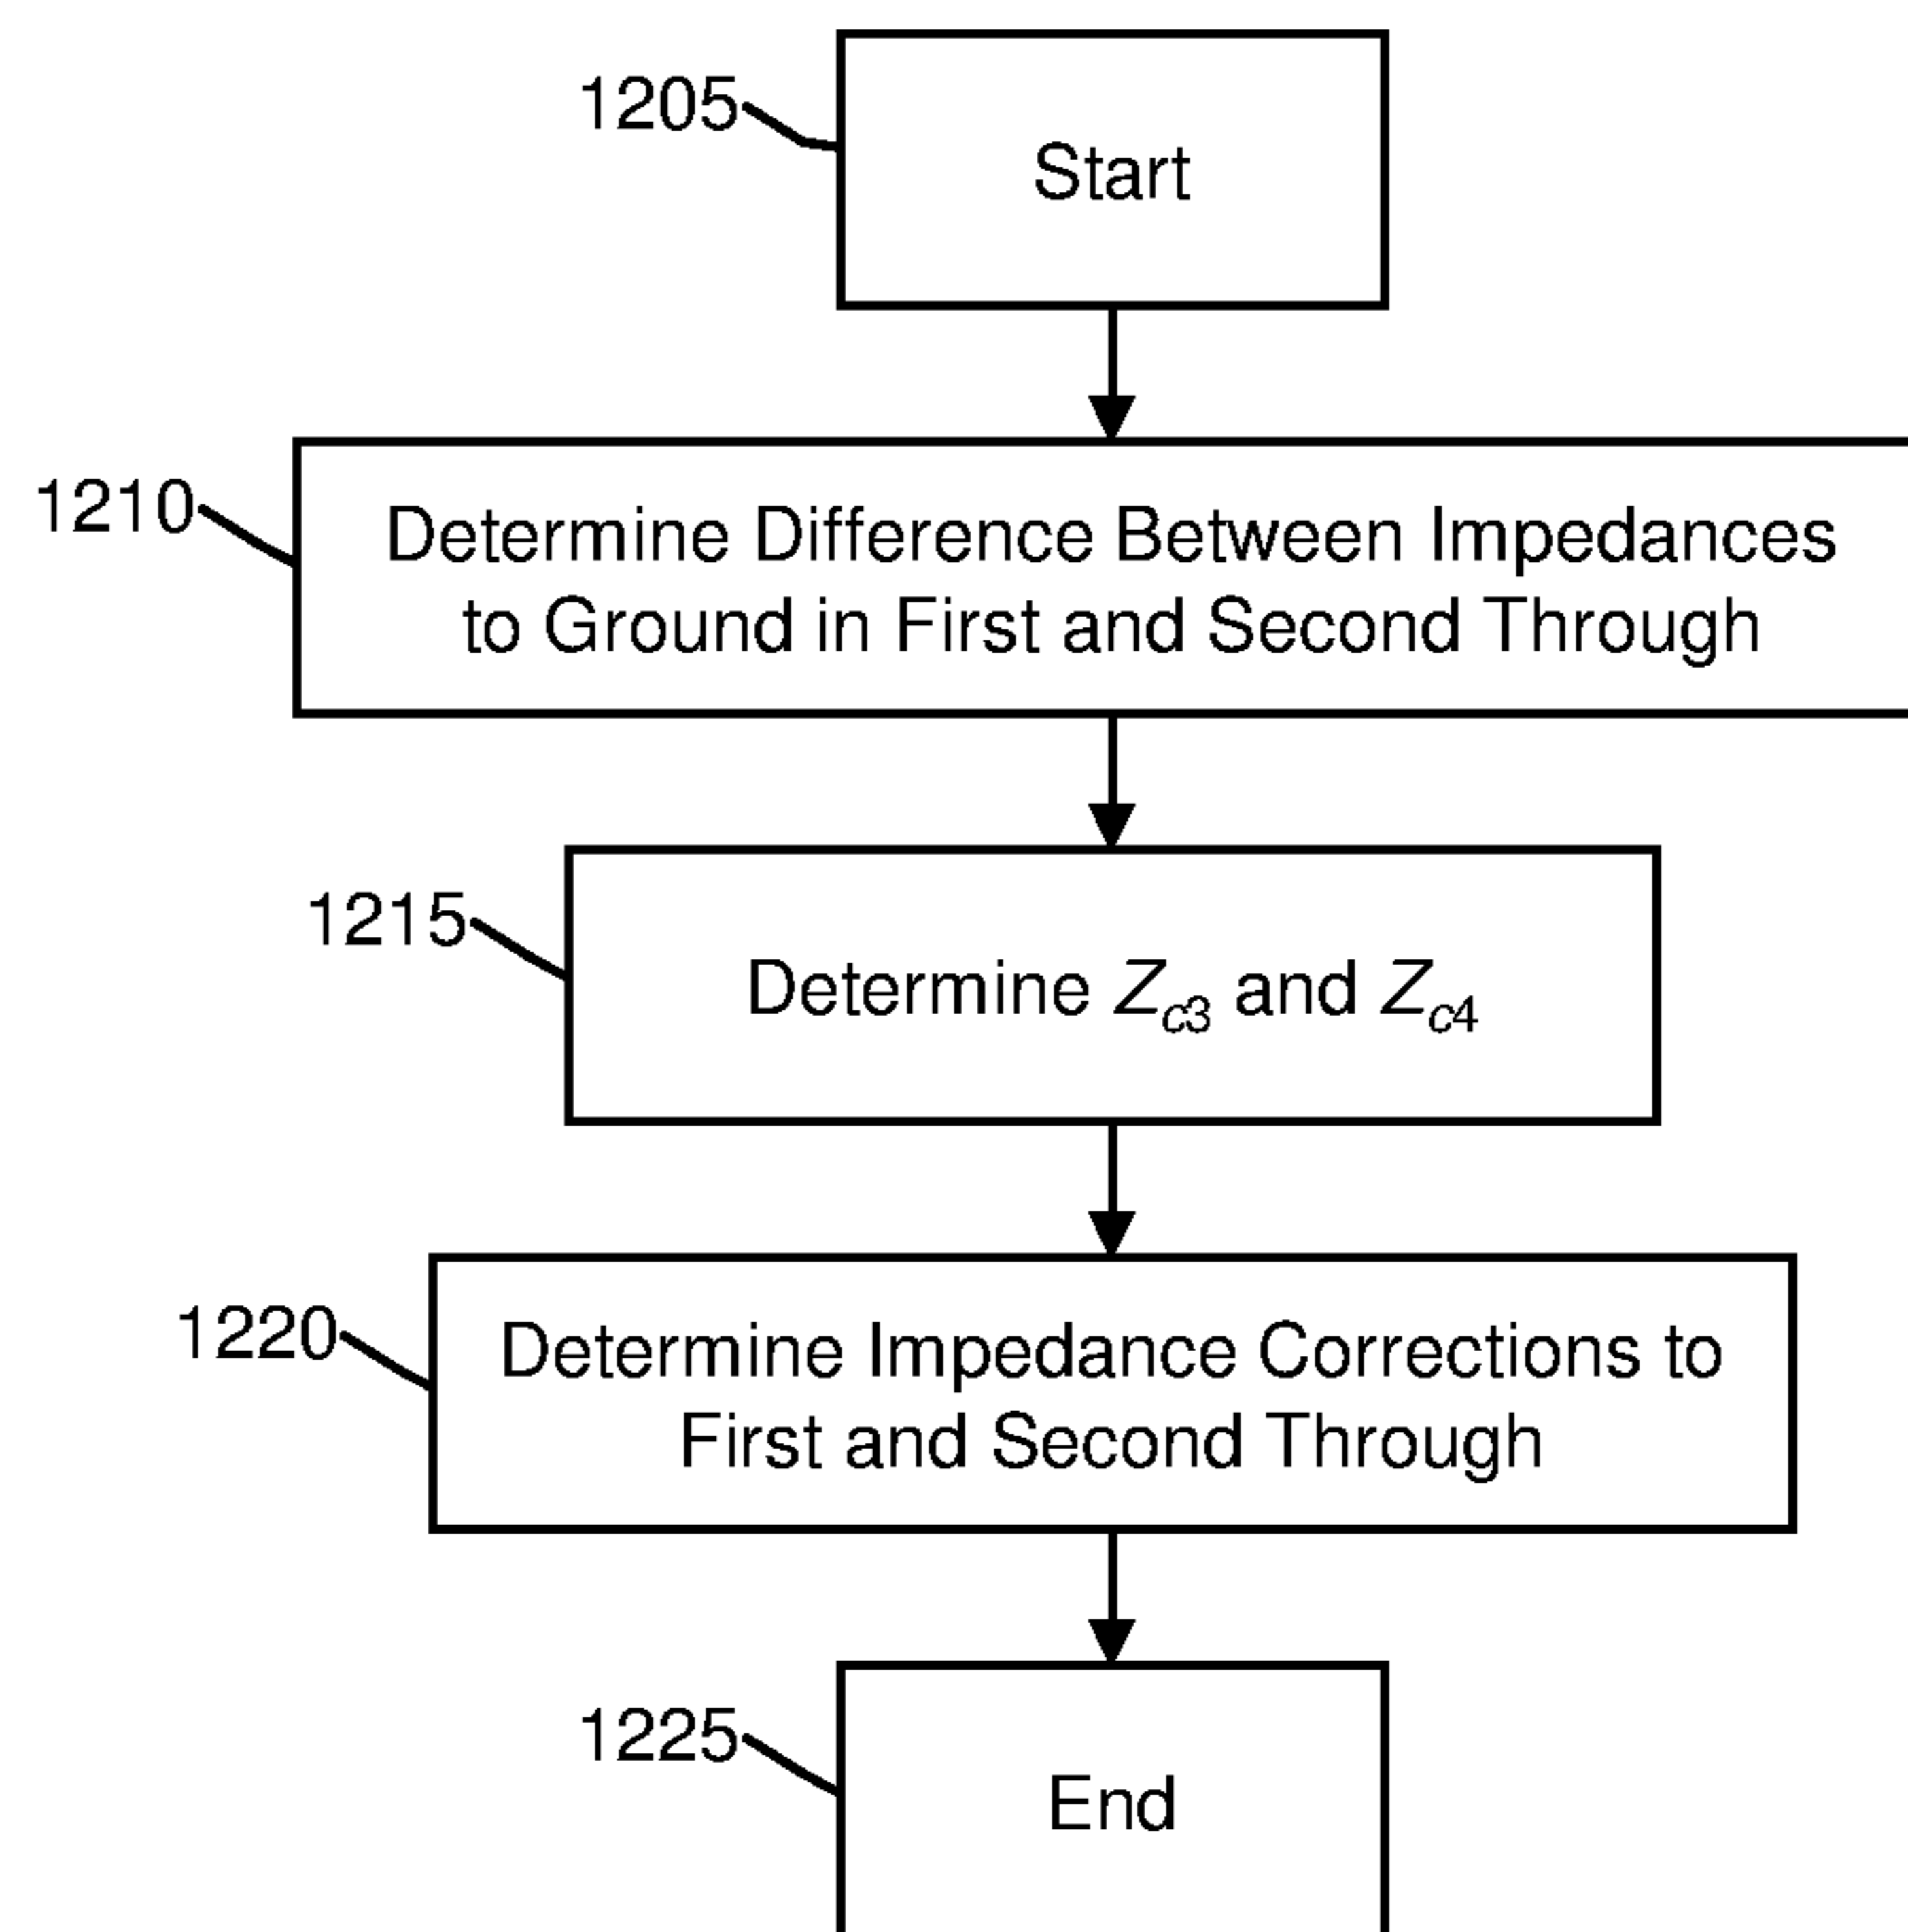 1205
Start
1210
Determine Difference Between Impedances
to Ground in First and Second Through
1215
Determine Zc3 and Zc4
1220
Determine Impedance Corrections to
First and Second Through
1225
End